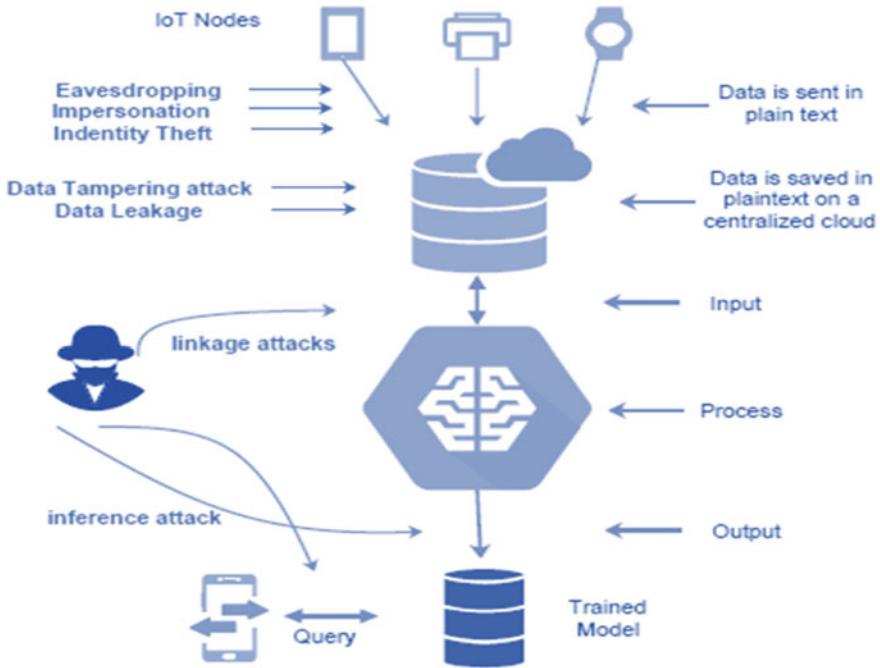 IoT Nodes
Eavesdropping
Impersonation
Indentity Theft
Data is sent in
plain text
Data Tampering attack
Data Leakage
Data is saved in
plaintext on a
centralized cloud
Input
linkage attacks
Process
inference attack
Output
Query
Trained
Model